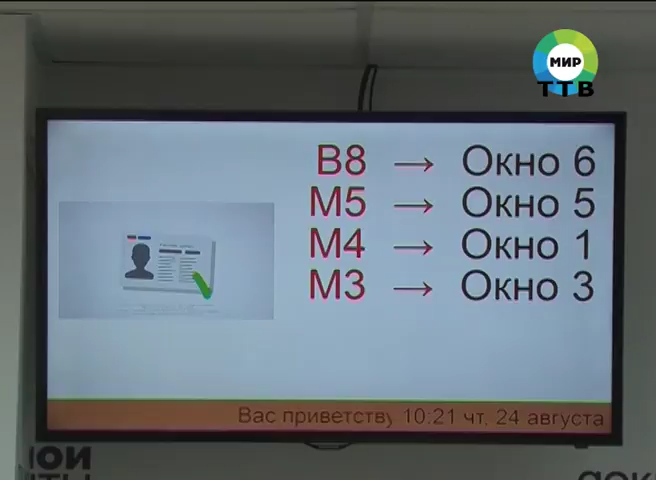 МИР
ТТВ
В8 → Окно 6
М5 → Окно 5
М4 → Окно 1
М3 → Окно 3
Вас приветству 10:21 чт, 24 августа
МОИ